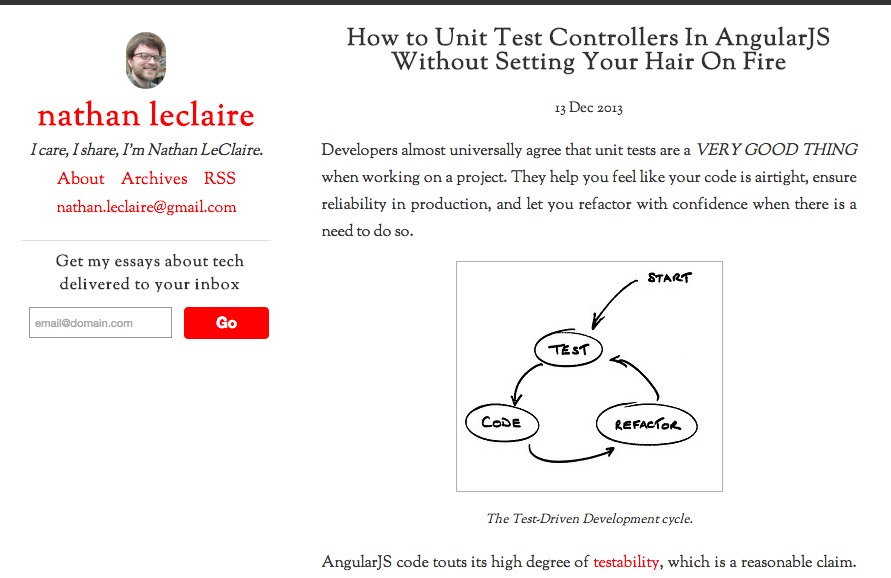 nathan leclaire
I care, I share, I'm Nathan LeClaire.
About Archives RSS
nathan.leclaire@gmail.com
Get my essays about tech
delivered to your inbox
email@domain.com Go
How to Unit Test Controllers In AngularJS
Without Setting Your Hair On Fire
13 Dec 2013
Developers almost universally agree that unit tests are a VERY GOOD THING
when working on a project. They help you feel like your code is airtight, ensure
reliability in production, and let you refactor with confidence when there is a
need to do so.
START
TEST
CODE
REFACTOR
The Test-Driven Development cycle.
AngularJS code touts its high degree of testability, which is a reasonable claim.